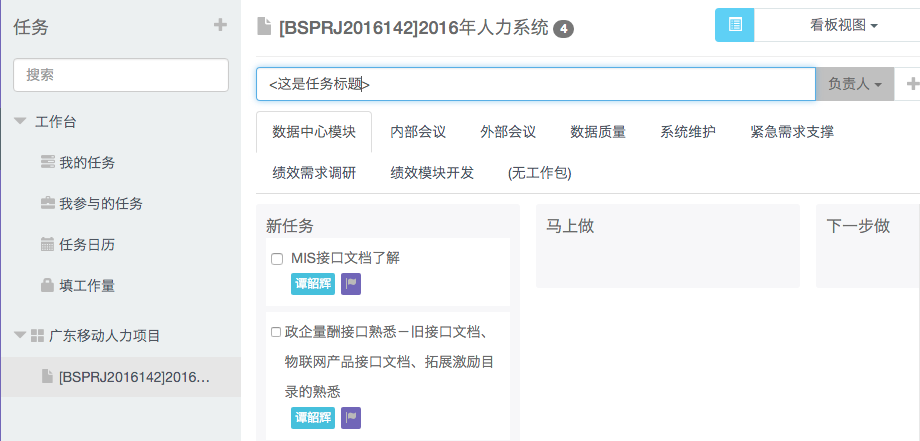 任务
搜索
工作台
我的任务
我参与的任务
任务日历
填工作量
广东移动人力项目
[BSPRJ2016142]2016...
[BSPRJ2016142]2016年人力系统 4
看板视图
<这是任务标题>
负责人
数据中心模块 内部会议 外部会议 数据质量 系统维护 紧急需求支撑
绩效需求调研 绩效模块开发 (无工作包)
新任务
MIS接口文档了解
谭韶辉
政企量酬接口熟悉－旧接口文档、
物联网产品接口文档、拓展激励目
录的熟悉
谭韶辉
马上做
下一步做